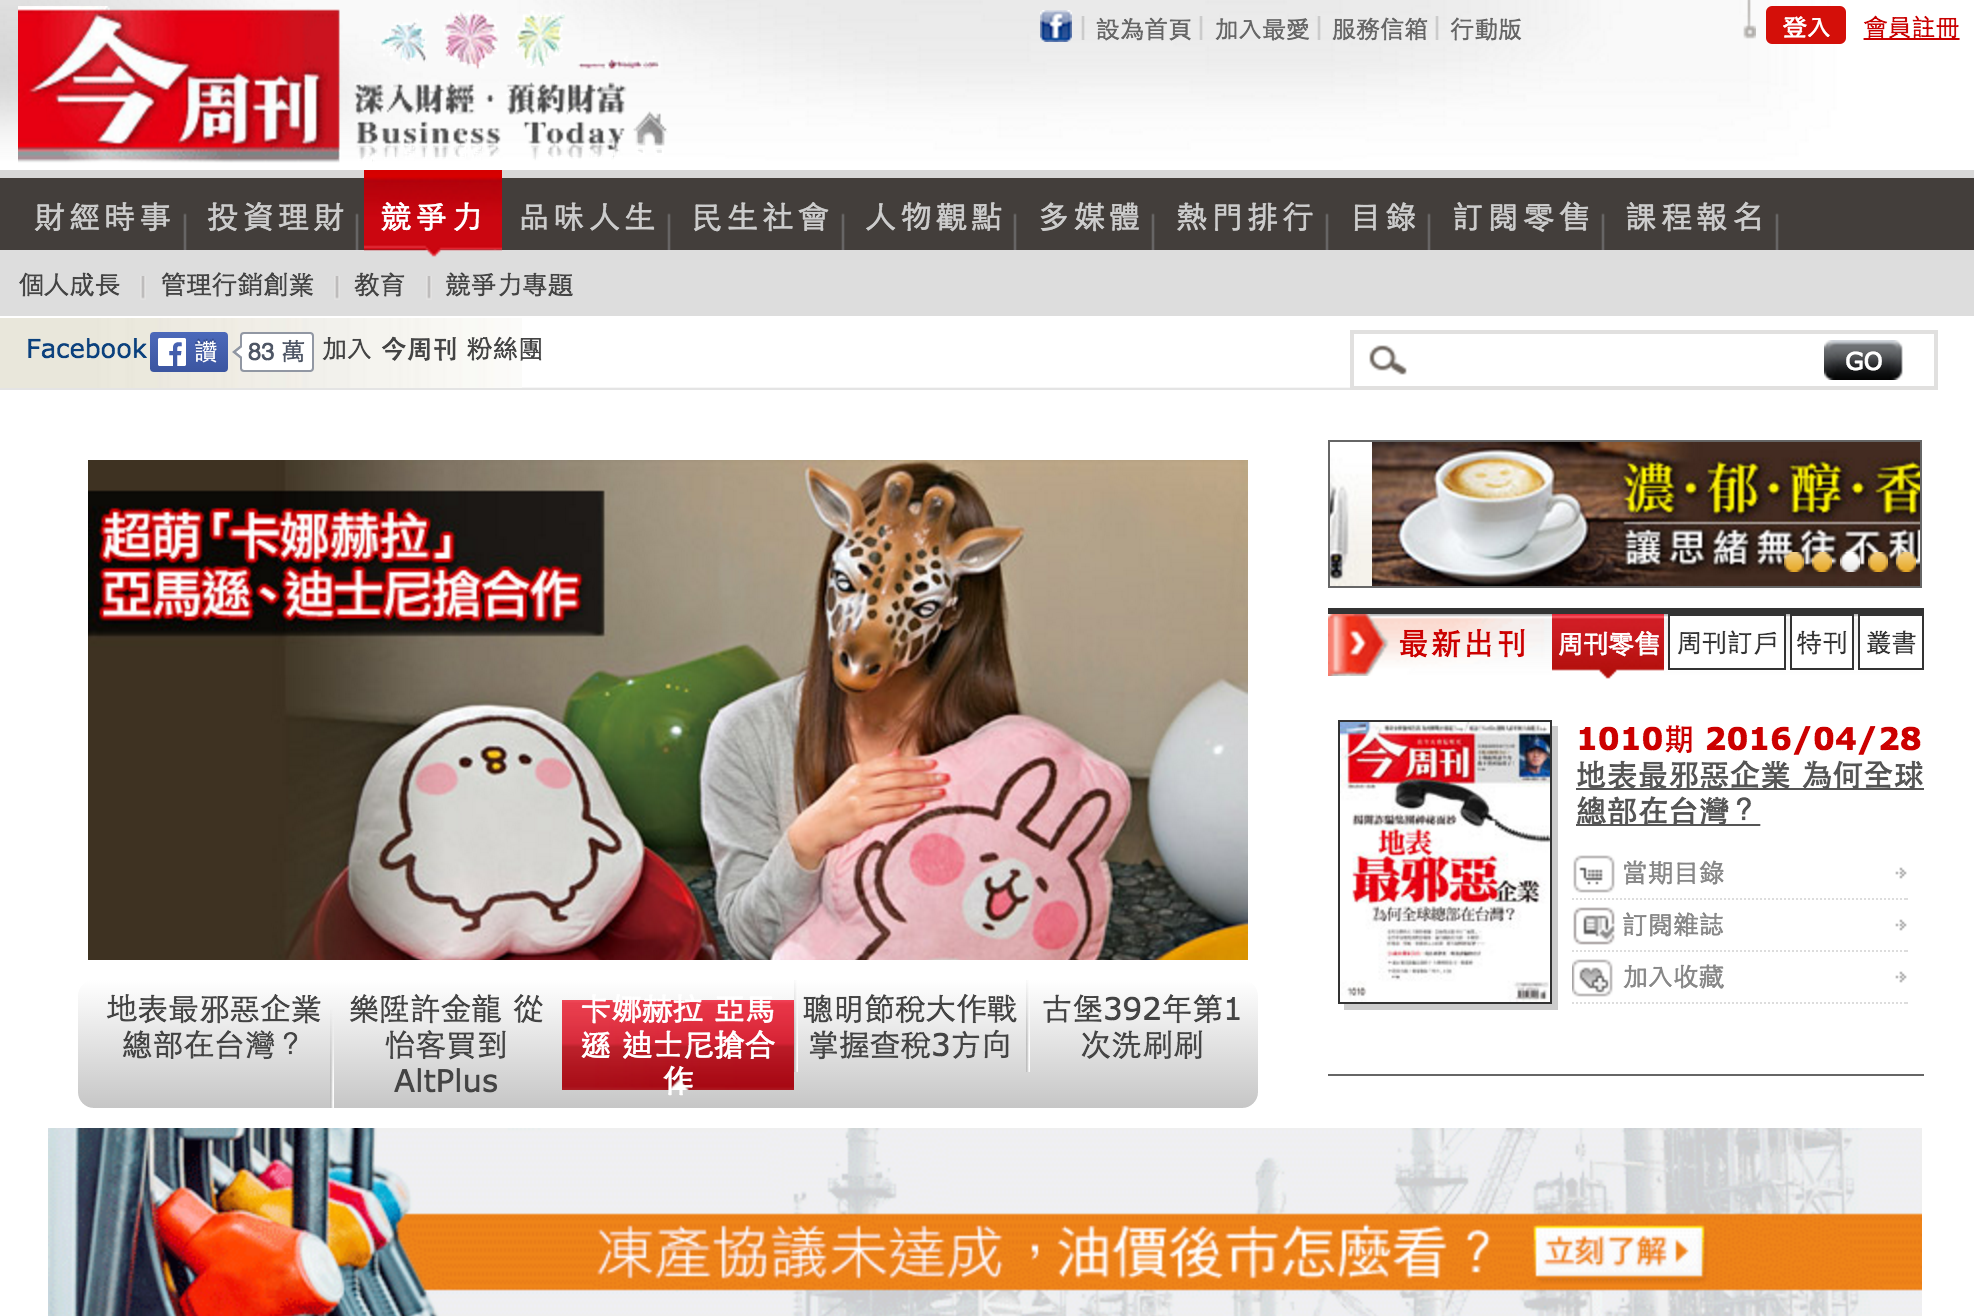 今周刊
深入財經·預約財富
Business Today
設為首頁
加入最愛
服務信箱
行動版
登入
會員註冊
財經時事
投資理財
競爭力
品味人生
民生社會
人物觀點
多媒體
熱門排行
目錄
訂閱零售
課程報名
個人成長
管理行銷創業
教育
競爭力專題
Facebook
讚
83 萬
加入 今周刊 粉絲團
GO
超萌「卡娜赫拉」
亞馬遜、迪士尼搶合作
濃·郁·醇·香
讓思緒無往不利
最新出刊
周刊零售
周刊訂戶
特刊
叢書
今周刊
地表
最邪惡企業
為何全球總部在台灣?
1010
1010期 2016/04/28
地表最邪惡企業 為何全球
總部在台灣？
當期目錄
訂閱雜誌
加入收藏
地表最邪惡企業
總部在台灣？
樂陞許金龍 從
怡客買到
AltPlus
卡娜赫拉 亞馬
遜 迪士尼搶合
作
聰明節稅大作戰
掌握查稅3方向
古堡392年第1
次洗刷刷
凍產協議未達成，油價後市怎麼看？
立刻了解